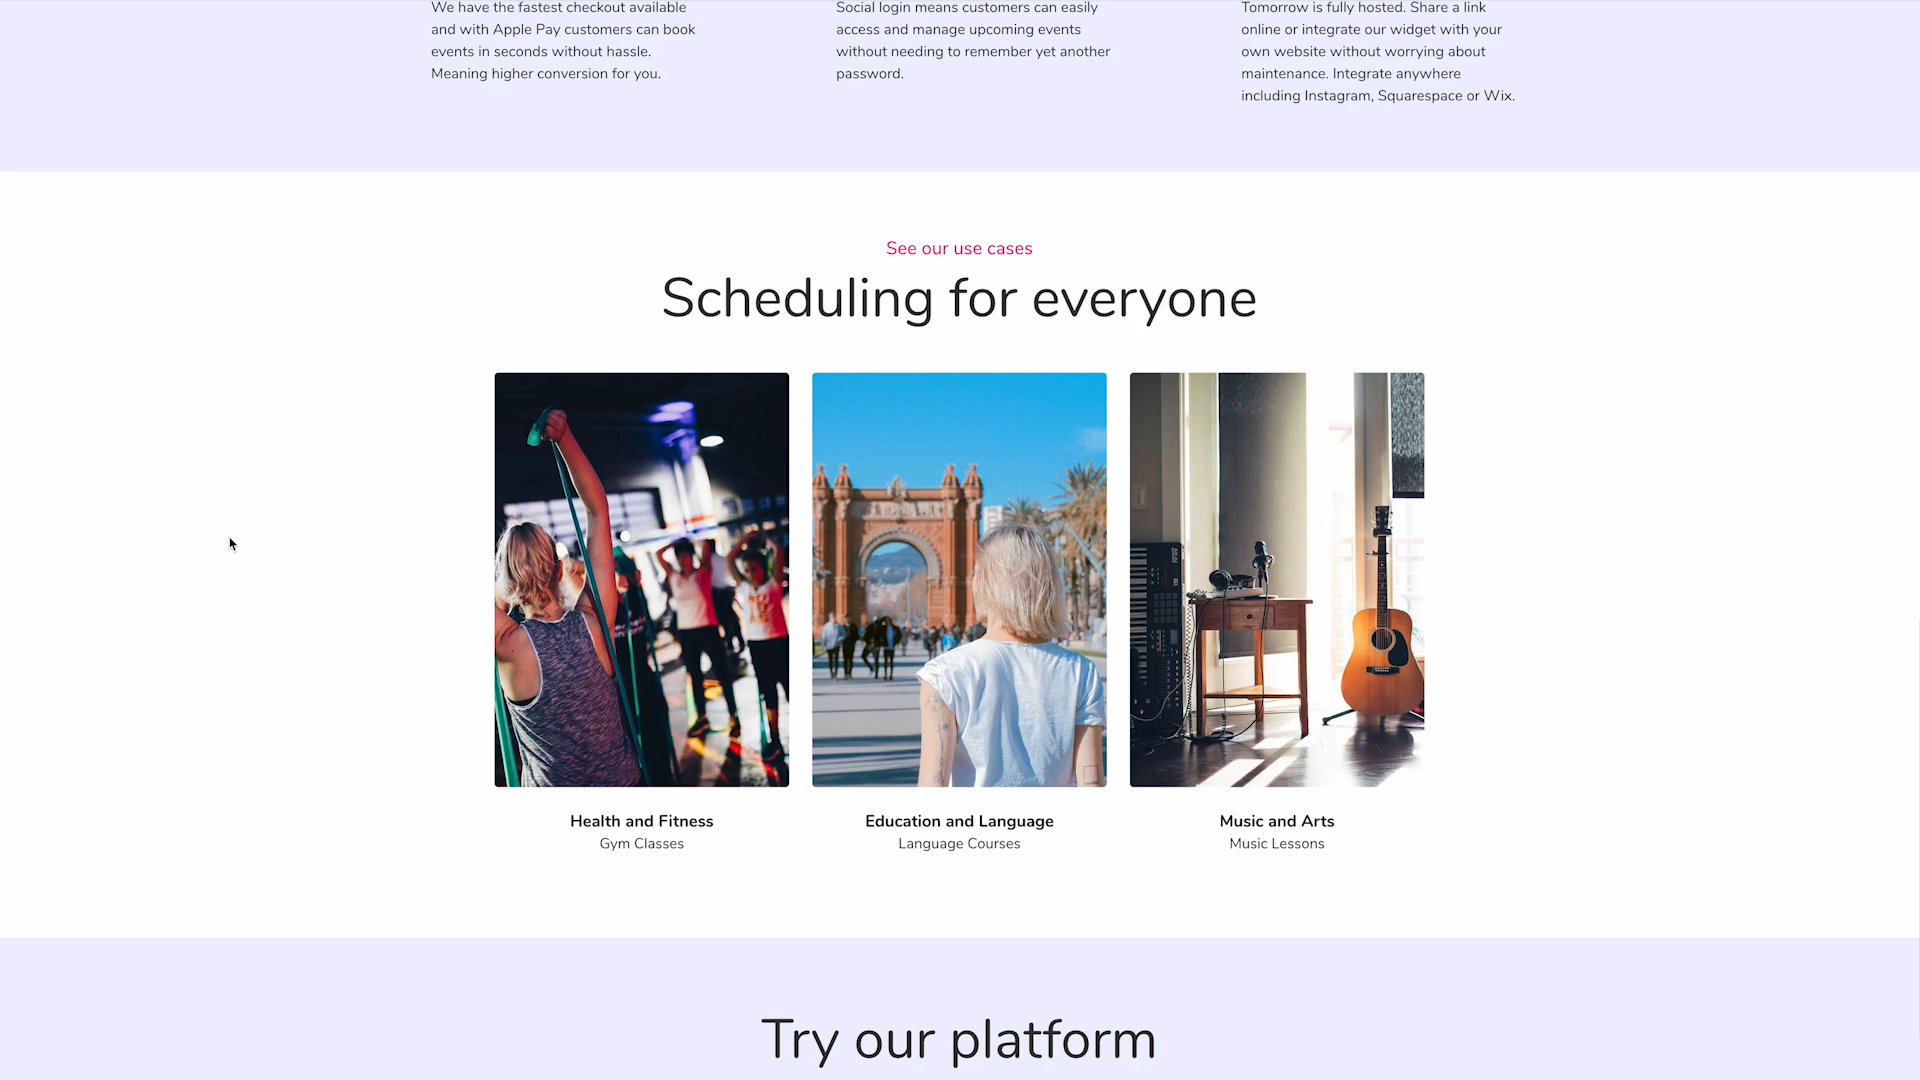 We have the fastest checkout available
and with Apple Pay customers can book
events in seconds without hassle.
Meaning higher conversion for you.
Social login means customers can easily
access and manage upcoming events
without needing to remember yet another
password.
Tomorrow is fully hosted. Share a link
online or integrate our widget with your
own website without worrying about
maintenance. Integrate anywhere
including Instagram, Squarespace or Wix.
See our use cases
Scheduling for everyone
Health and Fitness
Gym Classes
Education and Language
Language Courses
Music and Arts
Music Lessons
Try our platform